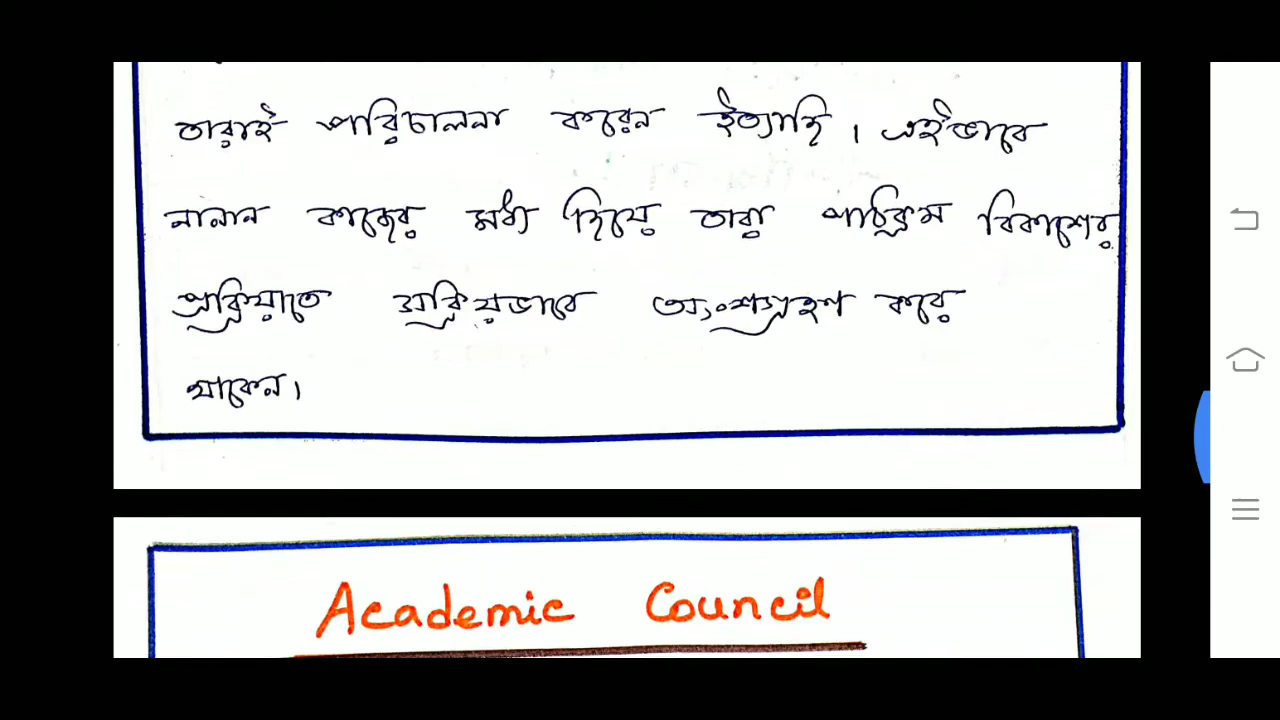 তারাই পরিচালনা করেন ইত্যাদি। এইভাবে
নানান কাজের মধ্য দিয়ে তারা পাঠক্রম বিকাশের
প্রক্রিয়াতে সক্রিয়ভাবে অংশগ্রহণ করে
থাকেন।
Academic Council